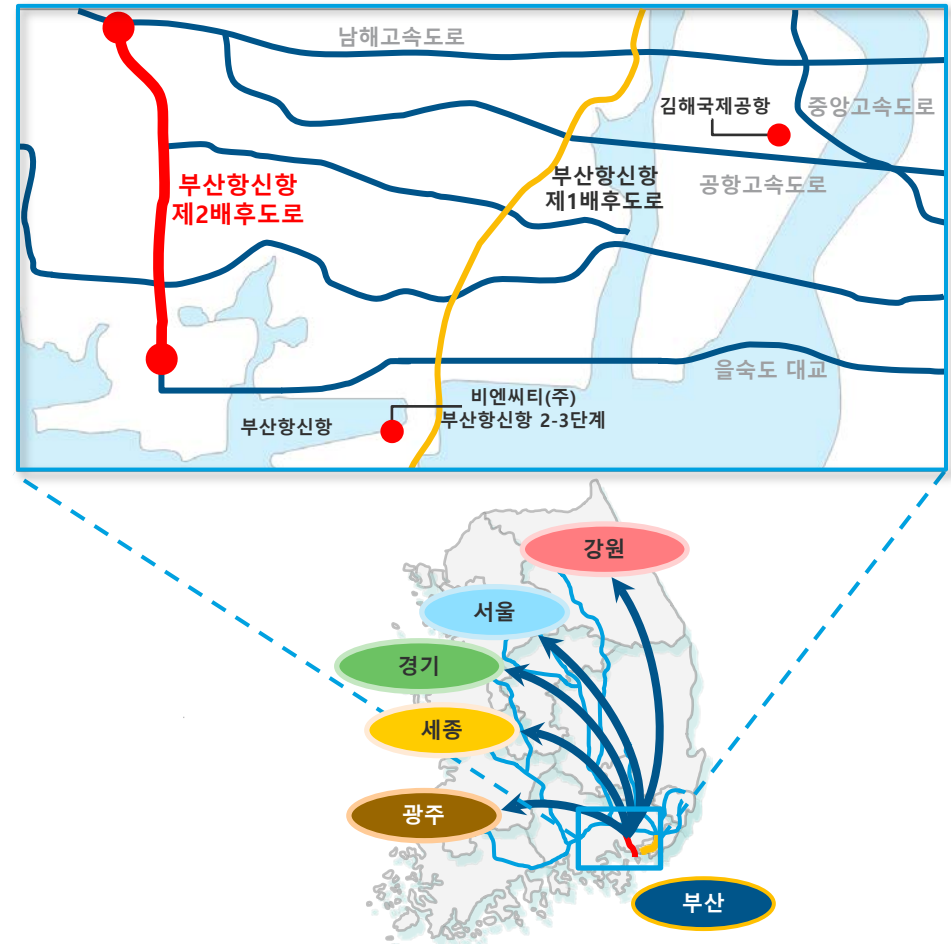 남해고속도로
김해국제공항
중앙고속도로
부산항신항
제2배후도로
부산항신항
제1배후도로
공항고속도로
을숙도 대교
비엔씨티(주)
부산항신항 2-3단계
부산항신항
강원
서울
경기
세종
광주
부산